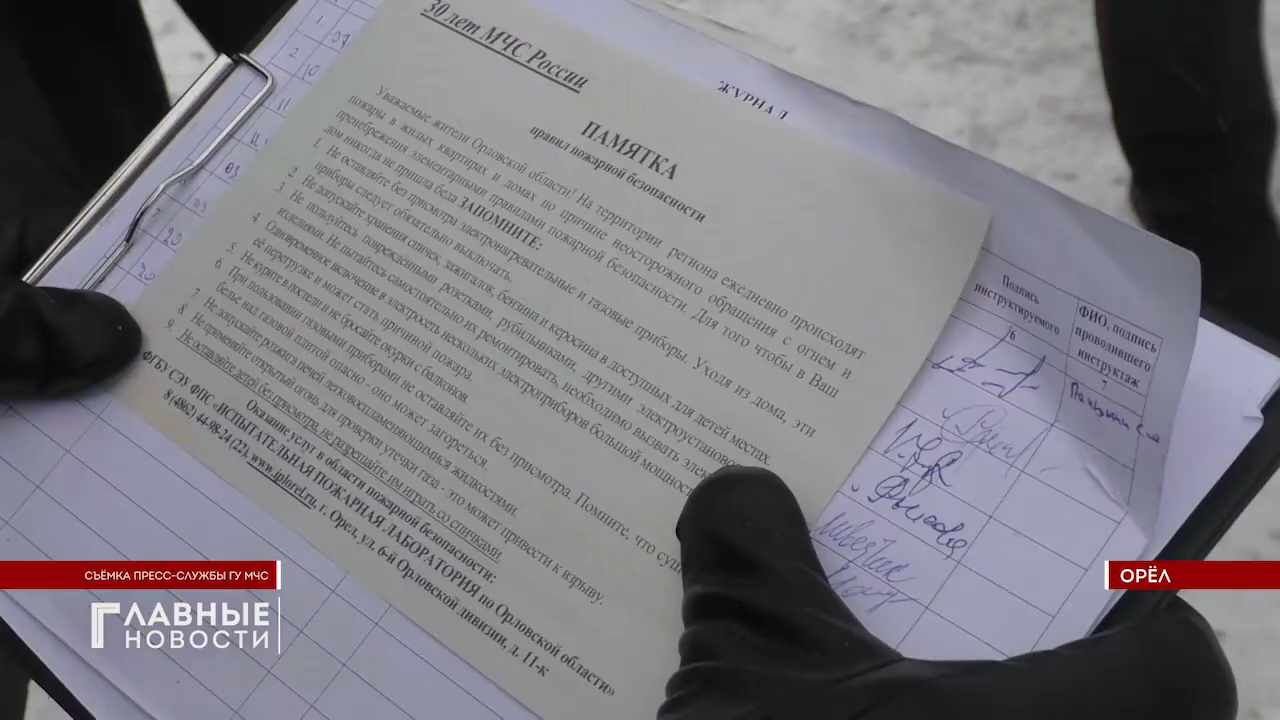 30 лет МЧС России
ЖУРНАЛ
ПАМЯТКА
правил пожарной безопасности
Уважаемые жители Орловской области! На территории региона ежедневно происходят
пожары в жилых квартирах и домах по причине неосторожного обращения с огнем и
пренебрежения элементарными правилами пожарной безопасности. Для того чтобы в Ваш
дом никогда не пришла беда ЗАПОМНИТЕ:
1. Не оставляйте без присмотра электронагревательные и газовые приборы. Уходя из дома, эти
приборы следует обязательно выключать.
2. Не допускайте хранения спичек, зажигалок, бензина и керосина в доступных для детей местах.
3. Не пользуйтесь повреждёнными розетками, рубильниками, другими
изделиями. Не пытайтесь самостоятельно их ремонтировать, необходимо вызвать
4. Одновременное включение в электросеть нескольких электроприборов большой
её перегрузке и может стать причиной пожара.
5. Не курите в постели и не бросайте окурки с балконов.
6. При пользовании газовыми приборами не оставляйте их без присмотра. Помните, что
белье над газовой плитой опасно - оно может загореться.
7. Не допускайте розжига печей легковоспламеняющимися жидкостями.
8. Не применяйте открытый огонь для проверки утечки газа - это может привести к взрыву.
9. Не оставляйте детей без присмотра, не разрешайте им играть со спичками.
Оказание услуг в области пожарной безопасности:
ФГБУ СЭУ ФПС «ИСПЫТАТЕЛЬНАЯ ПОЖАРНАЯ ЛАБОРАТОРИЯ по Орловской области»
8 (4862) 44-98-24 (22), www.iplorel.ru, г. Орел, ул. 6-й Орловской дивизии, д. 11-к
Подпись
инструктируемого
6
ФИО, подпись
проводившего
инструктаж
7
СЪЁМКА ПРЕСС-СЛУЖБЫ ГУ МЧС
ГЛАВНЫЕ
НОВОСТИ
ОРЁЛ